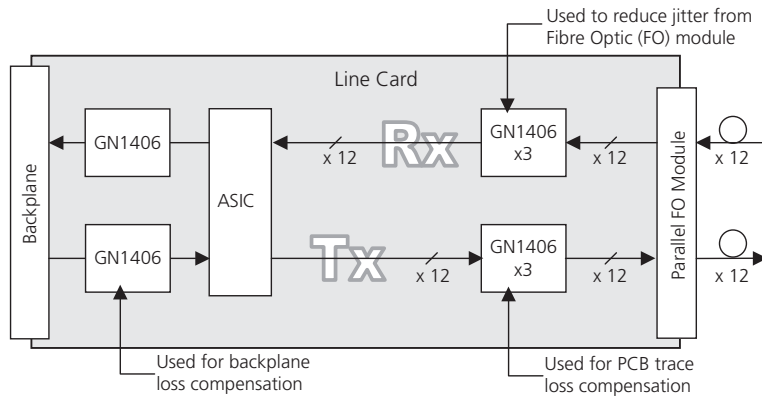 Used to reduce jitter from
Fibre Optic (FO) module
Line Card
GN1406
ASIC
Rx
x 12
GN1406
x3
x 12
x 12
Backplane
Parallel FO Module
GN1406
Tx
x 12
GN1406
x3
x 12
x 12
Used for backplane
loss compensation
Used for PCB trace
loss compensation